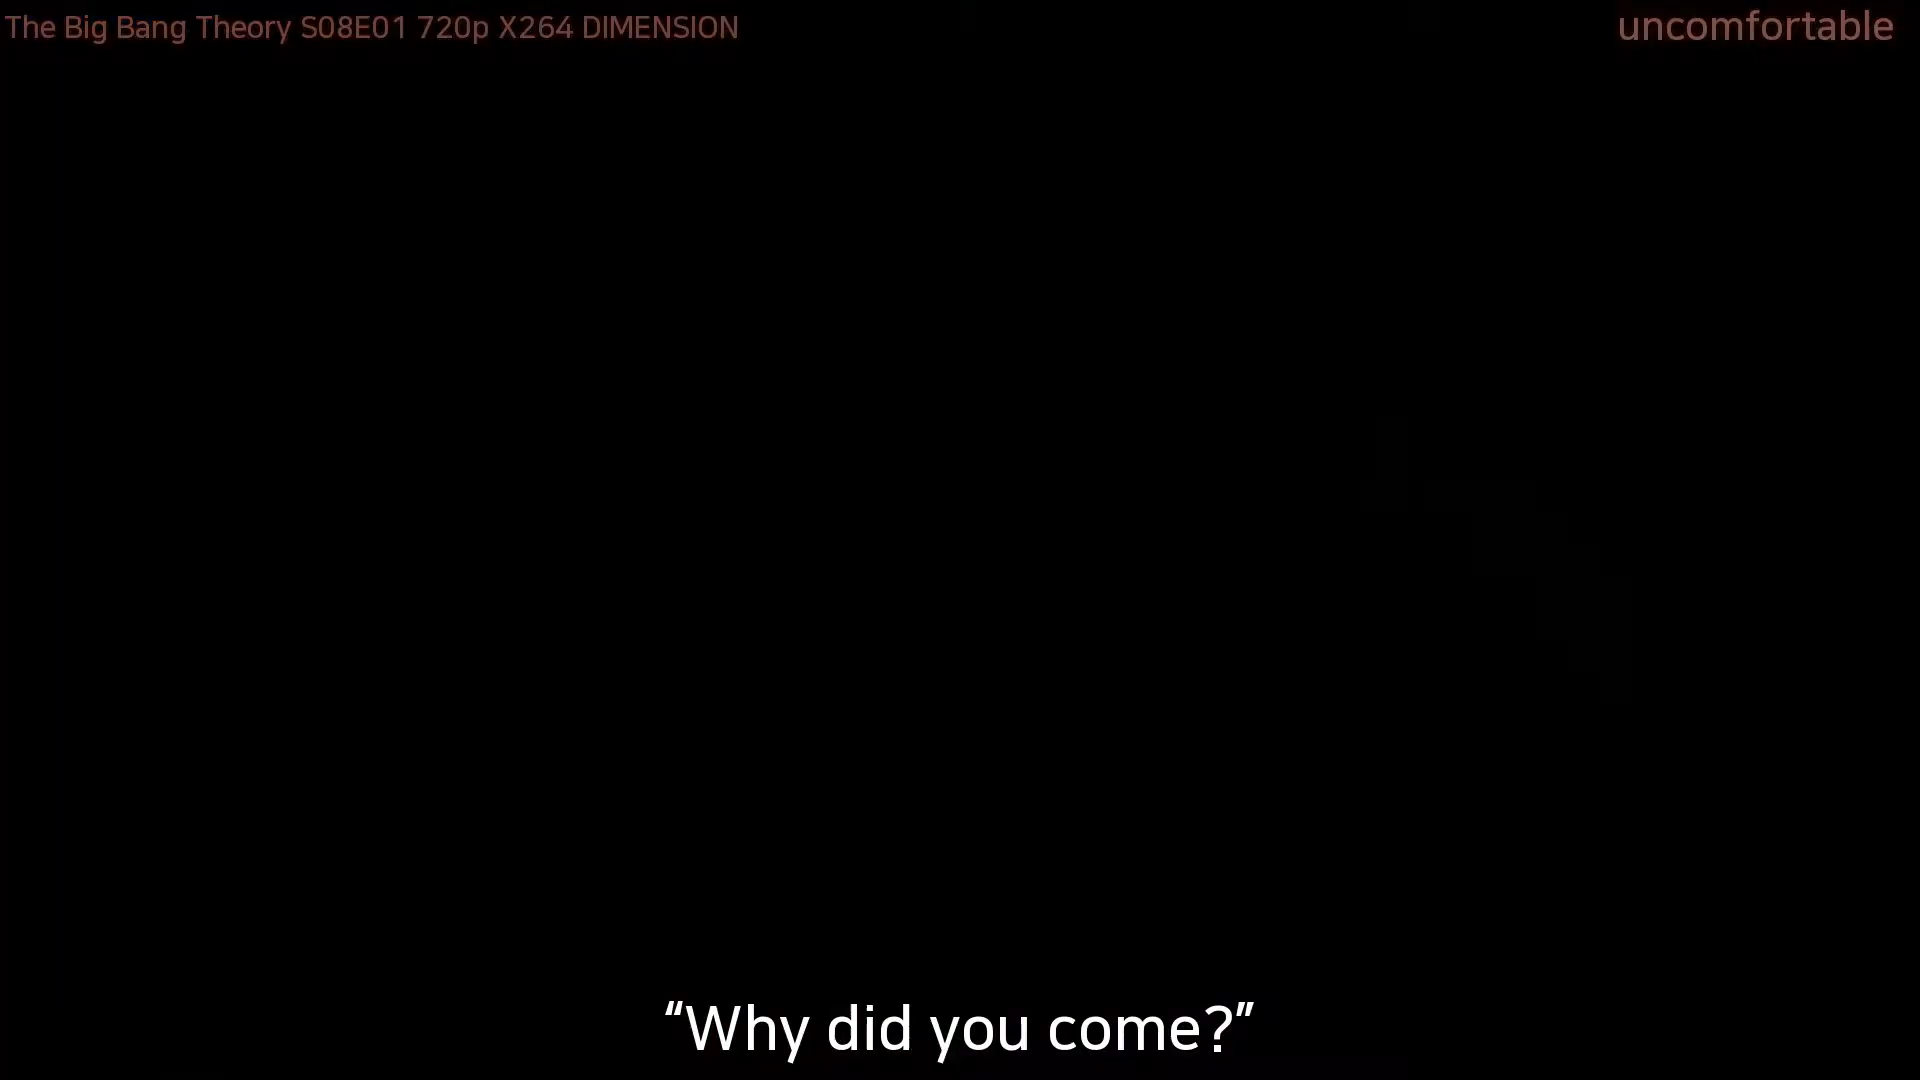 The Big Bang Theory S08E01 720p X264 DIMENSION
uncomfortable
“Why did you come?”